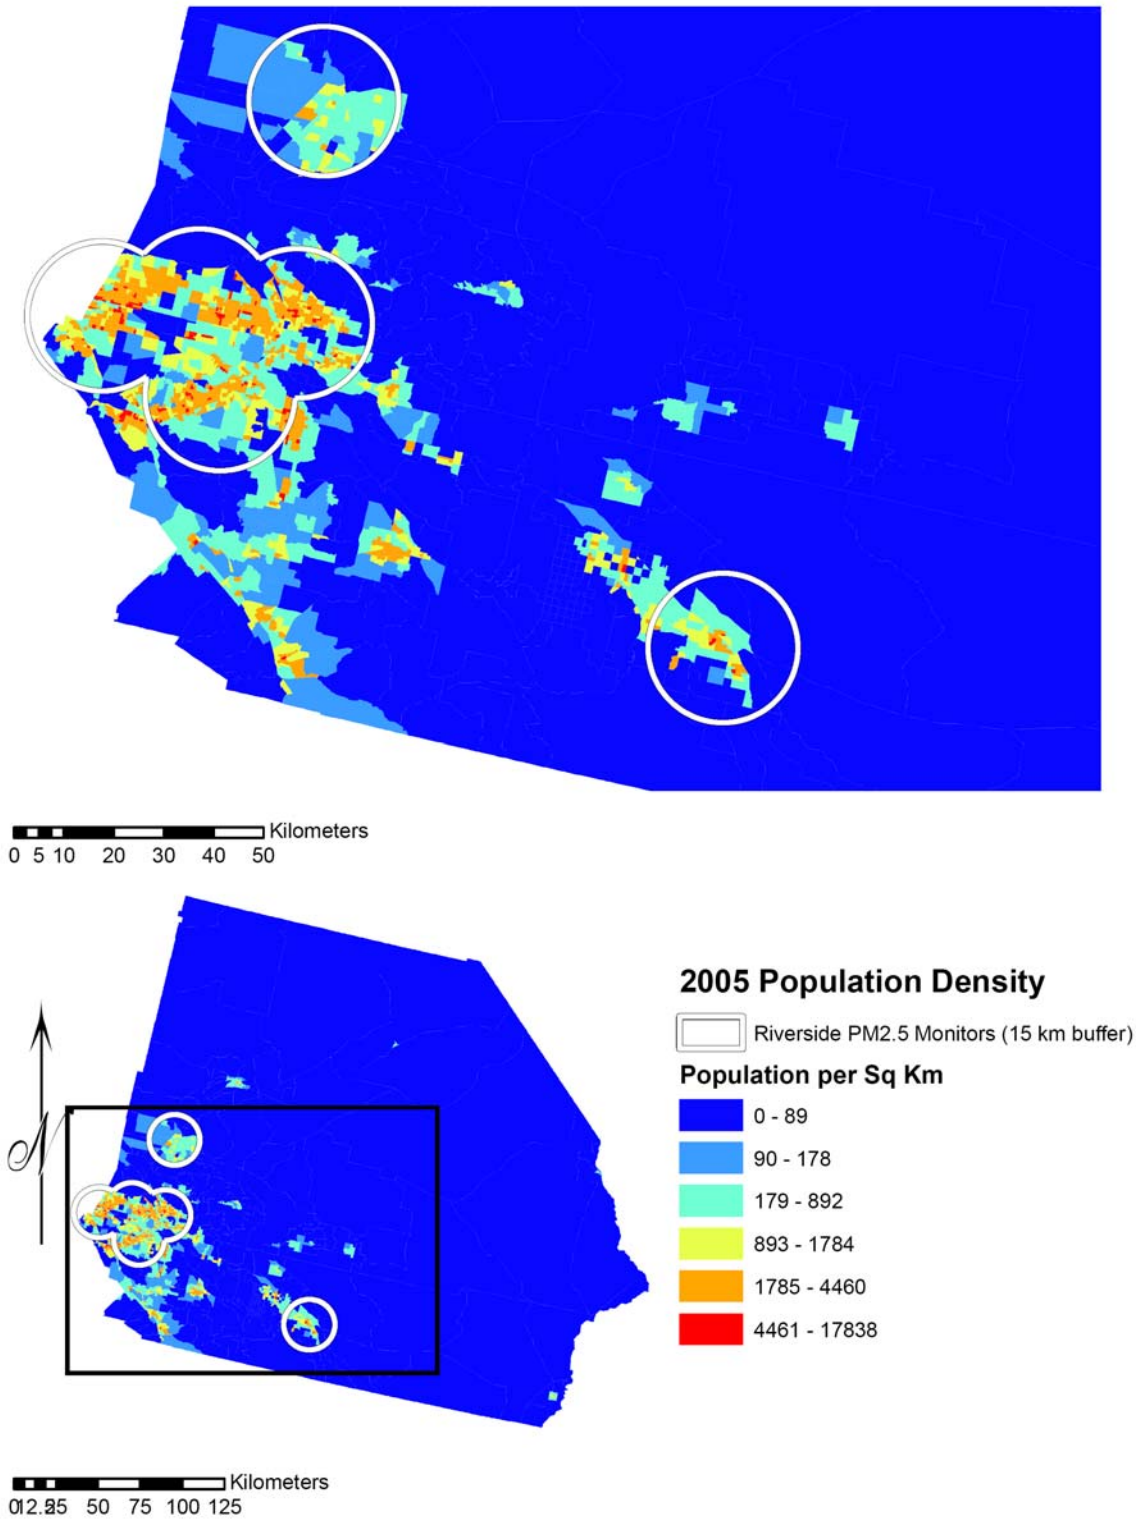 Kilometers
0 5 10 20 30 40 50
2005 Population Density
Riverside PM2.5 Monitors (15 km buffer)
Population per Sq Km
0 - 89
90 - 178
179 - 892
893 - 1784
1785 - 4460
4461 - 17838
N
Kilometers
012.525 50 75 100 125